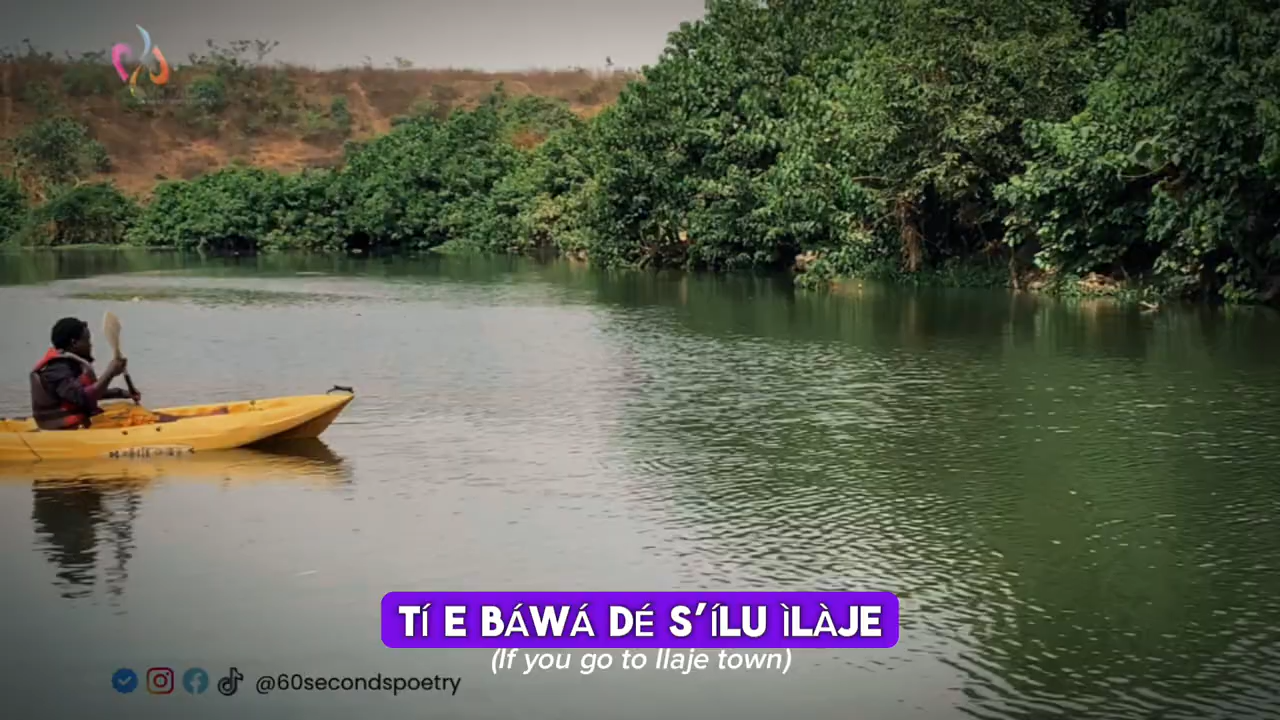 TÍ E BÁWÁ DÉ S'ÍLU ÌLÀJE
(If you go to Ilaje town)
@60secondspoetry